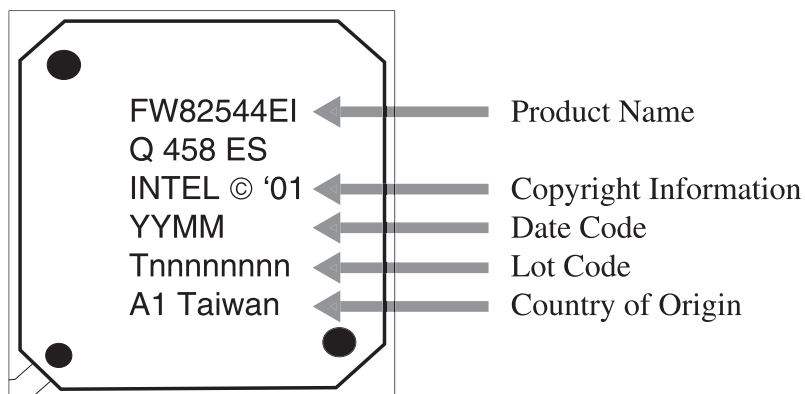 FW82544EI Product Name
Q 458 ES
INTEL © ‘01 Copyright Information
YYMM Date Code
Tnnnnnnnn Lot Code
A1 Taiwan Country of Origin